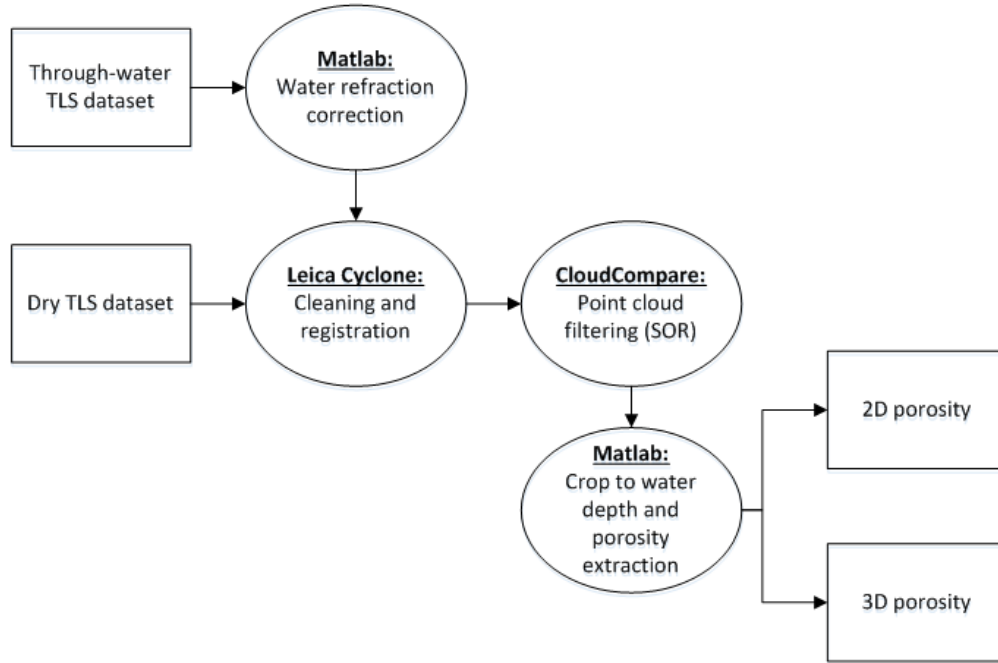 Through-water
TLS dataset
Matlab:
Water refraction
correction
Dry TLS dataset
Leica Cyclone:
Cleaning and
registration
CloudCompare:
Point cloud
filtering (SOR)
Matlab:
Crop to water
depth and
porosity
extraction
2D porosity
3D porosity